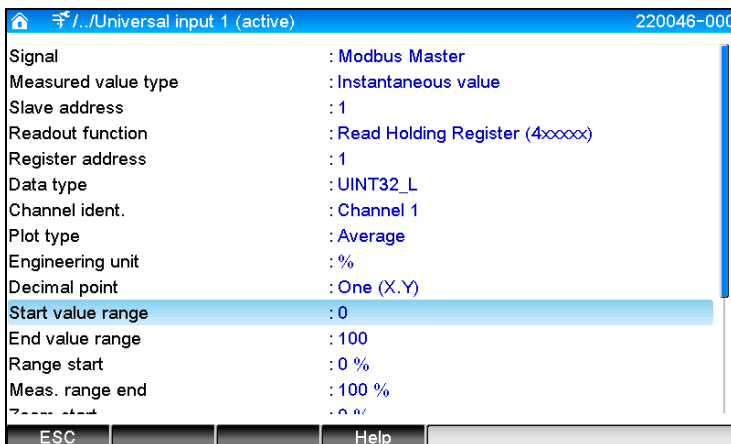 /../Universal input 1 (active) 220046-000
Signal : Modbus Master
Measured value type : Instantaneous value
Slave address : 1
Readout function : Read Holding Register (4xxxxx)
Register address : 1
Data type : UINT32_L
Channel ident. : Channel 1
Plot type : Average
Engineering unit : %
Decimal point : One (X.Y)
Start value range : 0
End value range : 100
Range start : 0 %
Meas. range end : 100 %
Zoom start : 0 %
ESC Help